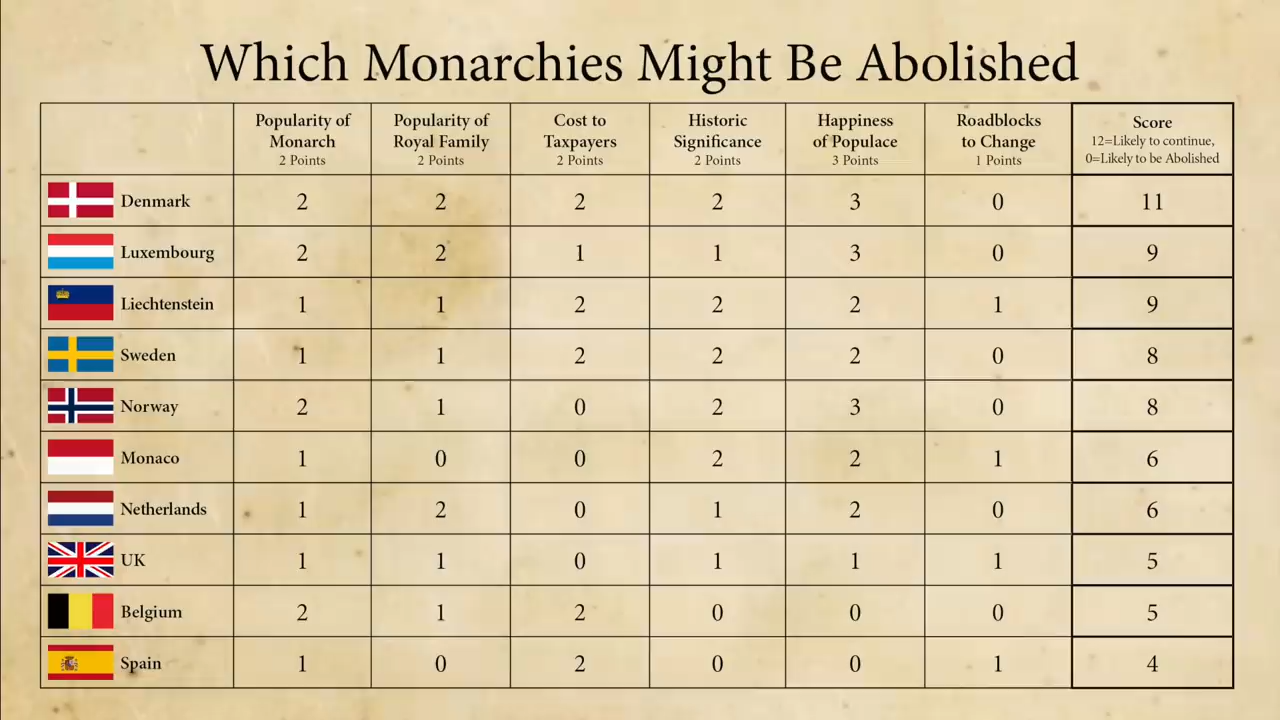 Which Monarchies Might Be Abolished
Popularity of Monarch 2 Points Popularity of Royal Family 2 Points Cost to Taxpayers 2 Points Historic Significance 2 Points Happiness of Populace 3 Points Roadblocks to Change 1 Points Score 12=Likely to continue, 0=Likely to be Abolished
Denmark 2 2 2 2 3 0 11
Luxembourg 2 2 1 1 3 0 9
Liechtenstein 1 1 2 2 2 1 9
Sweden 1 1 2 2 2 0 8
Norway 2 1 0 2 3 0 8
Monaco 1 0 0 2 2 1 6
Netherlands 1 2 0 1 2 0 6
UK 1 1 0 1 1 1 5
Belgium 2 1 2 0 0 0 5
Spain 1 0 2 0 0 1 4